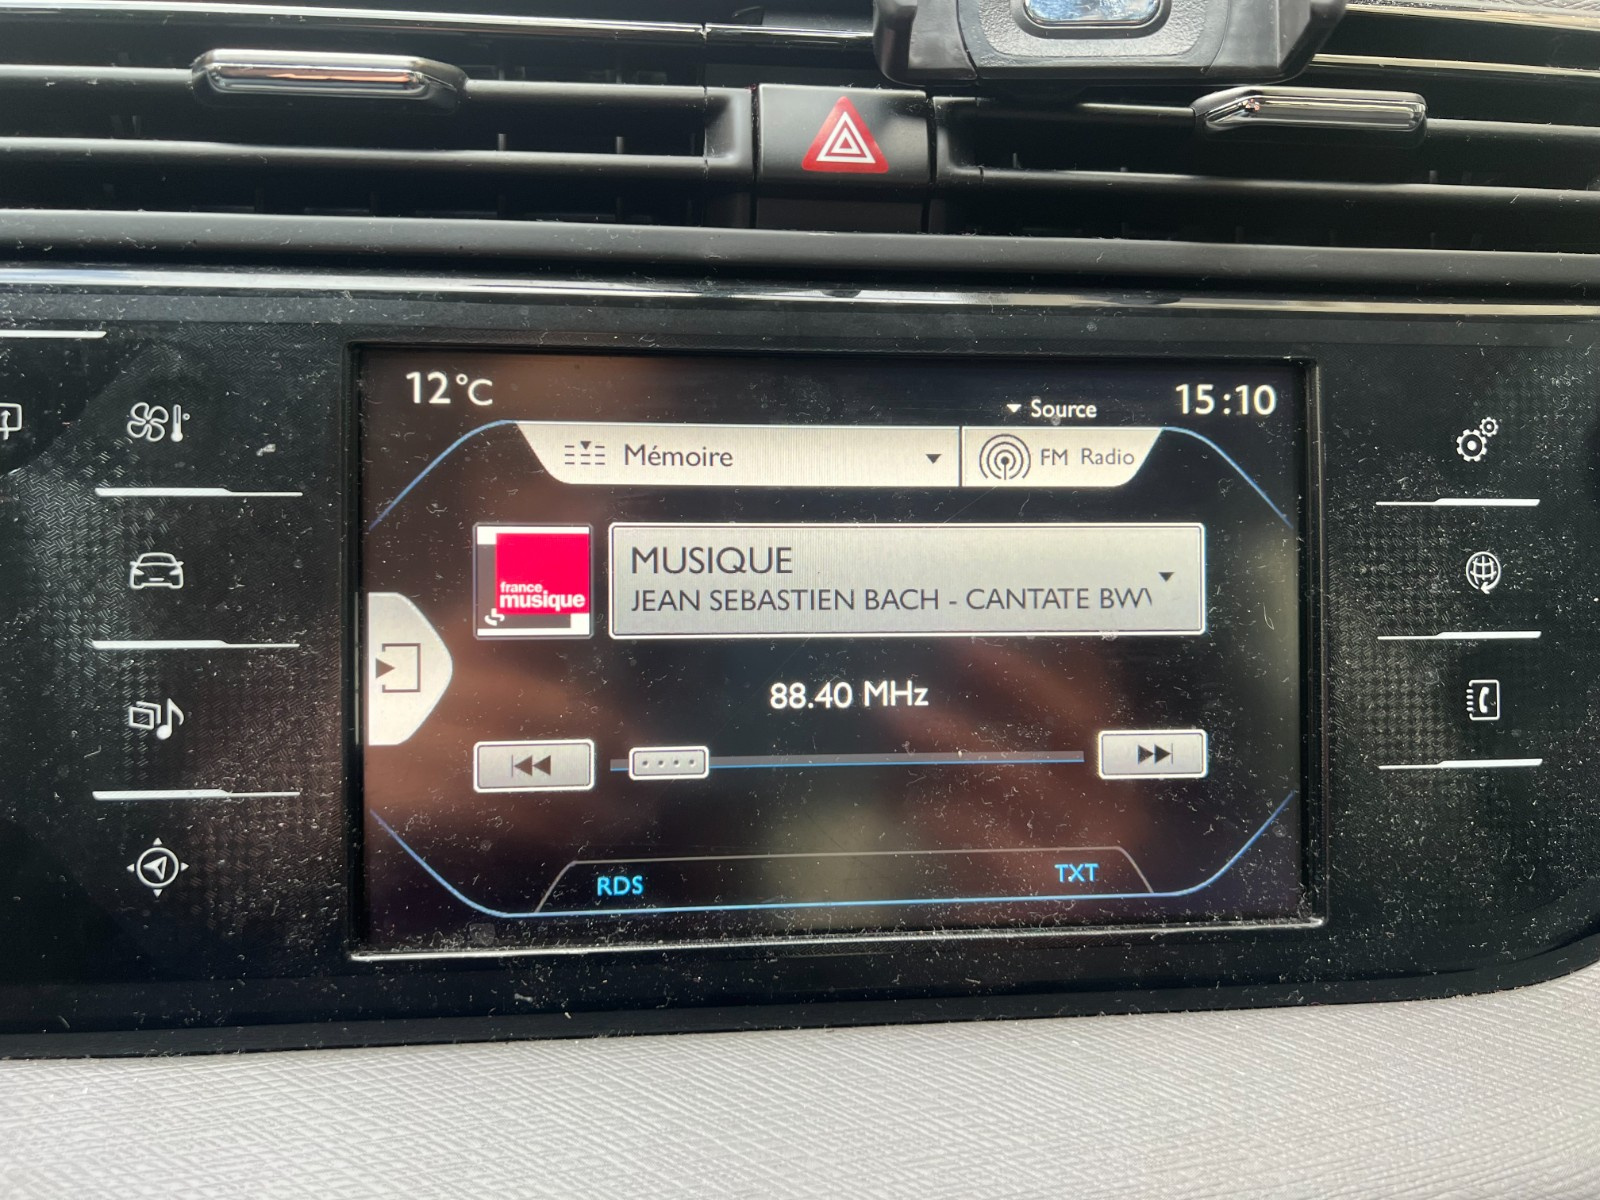 12°C
Source
15:10
Mémoire
FM Radio
france
musique
MUSIQUE
JEAN SEBASTIEN BACH - CANTATE BWV
88.40 MHz
RDS
TXT